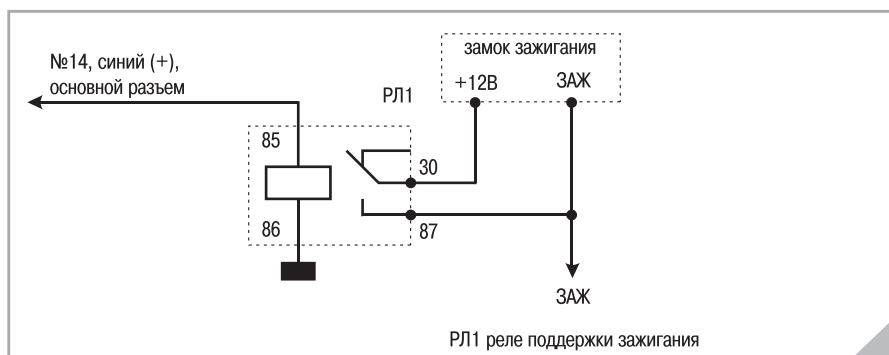 №14, синий (+),
основной разъем
замок зажигания
+12В
ЗАЖ
РЛ1
85
30
86
87
ЗАЖ
РЛ1 реле поддержки зажигания